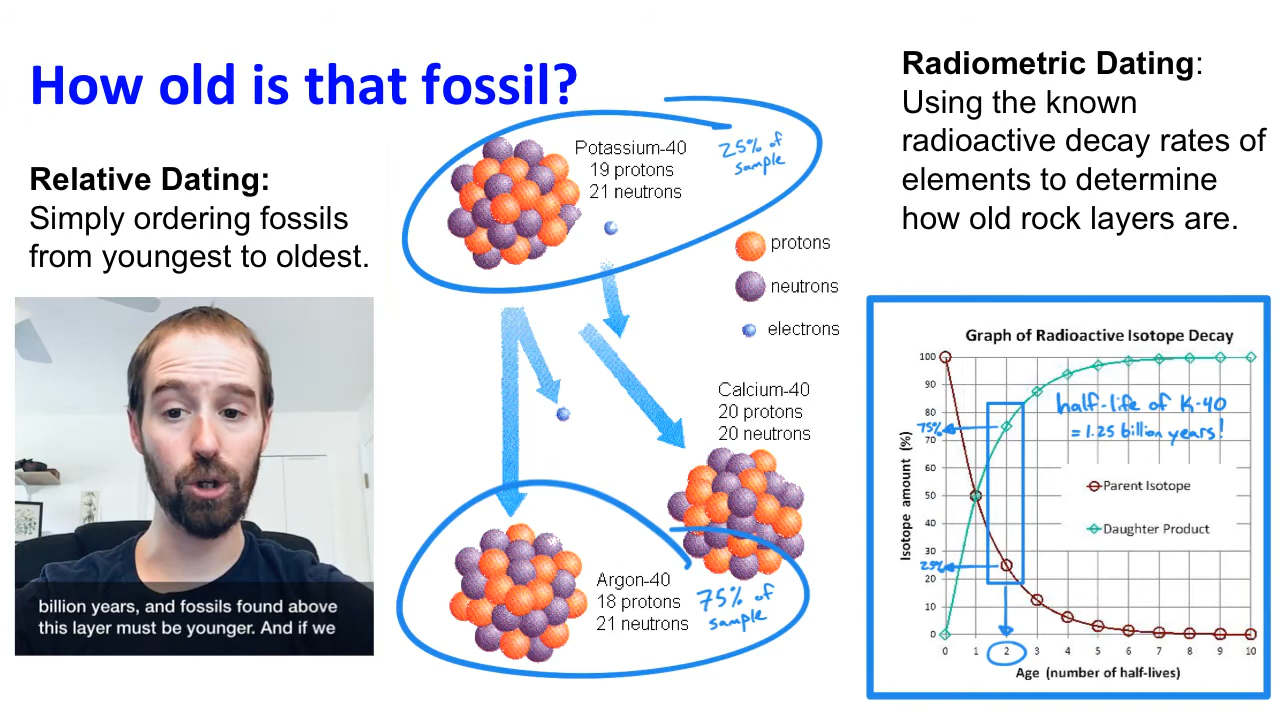 How old is that fossil?
Relative Dating:
Simply ordering fossils
from youngest to oldest.
billion years, and fossils found above
this layer must be younger. And if we
Potassium-40
19 protons
21 neutrons
25% of
sample
protons
neutrons
electrons
Calcium-40
20 protons
20 neutrons
Argon-40
18 protons
21 neutrons
75% of
sample
Radiometric Dating:
Using the known
radioactive decay rates of
elements to determine
how old rock layers are.
Graph of Radioactive Isotope Decay
Isotope amount (%)
100
90
80
75%
70
60
50
40
30
25%
20
10
0
half-life of K-40
= 1.25 billion years!
Parent Isotope
Daughter Product
0 1 2 3 4 5 6 7 8 9 10
Age (number of half-lives)